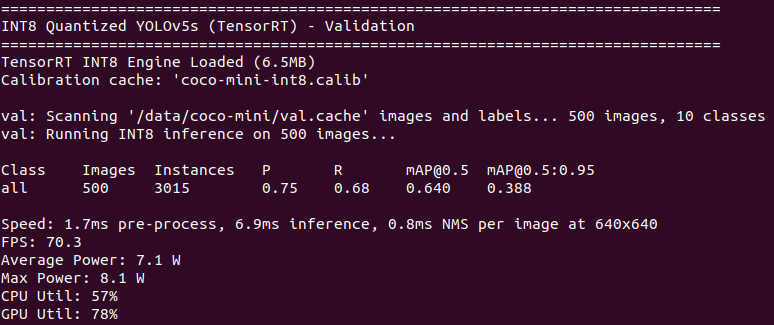 ================================================================================
INT8 Quantized YOLOv5s (TensorRT) - Validation
================================================================================
TensorRT INT8 Engine Loaded (6.5MB)
Calibration cache: 'coco-mini-int8.calib'
val: Scanning '/data/coco-mini/val.cache' images and labels... 500 images, 10 classes
val: Running INT8 inference on 500 images...
Class Images Instances P R mAP@0.5 mAP@0.5:0.95
all 500 3015 0.75 0.68 0.640 0.388
Speed: 1.7ms pre-process, 6.9ms inference, 0.8ms NMS per image at 640x640
FPS: 70.3
Average Power: 7.1 W
Max Power: 8.1 W
CPU Util: 57%
GPU Util: 78%